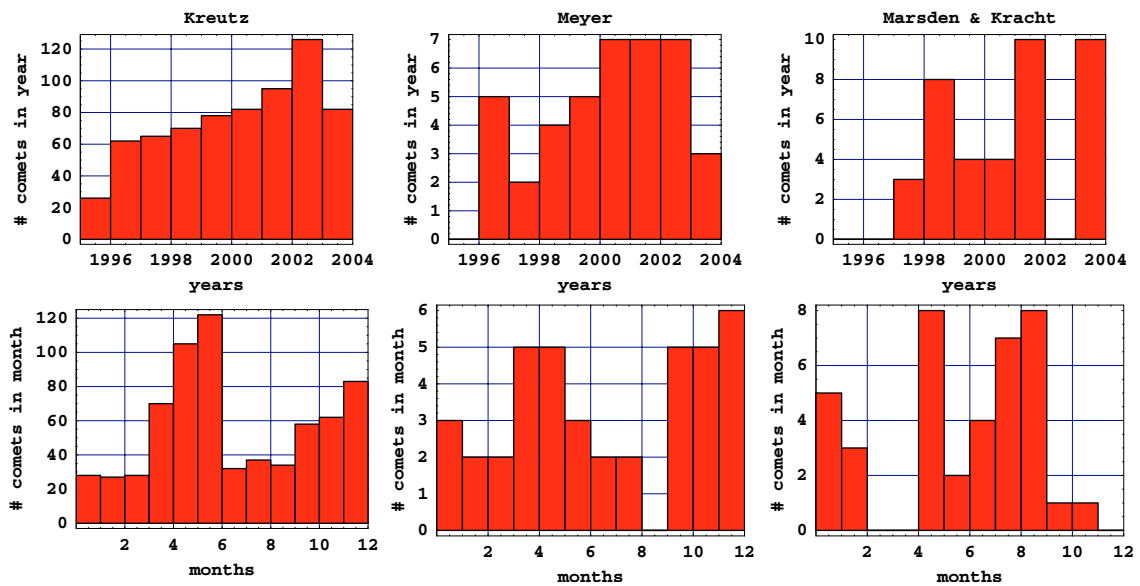 Kreutz
# comets in year
120
100
80
60
40
20
0
1996 1998 2000 2002 2004
years
Meyer
# comets in year
7
6
5
4
3
2
1
0
1996 1998 2000 2002 2004
years
Marsden & Kracht
# comets in year
10
8
6
4
2
0
1996 1998 2000 2002 2004
years
# comets in month
120
100
80
60
40
20
0
2 4 6 8 10 12
months
# comets in month
6
5
4
3
2
1
0
2 4 6 8 10 12
months
# comets in month
8
6
4
2
0
2 4 6 8 10 12
months